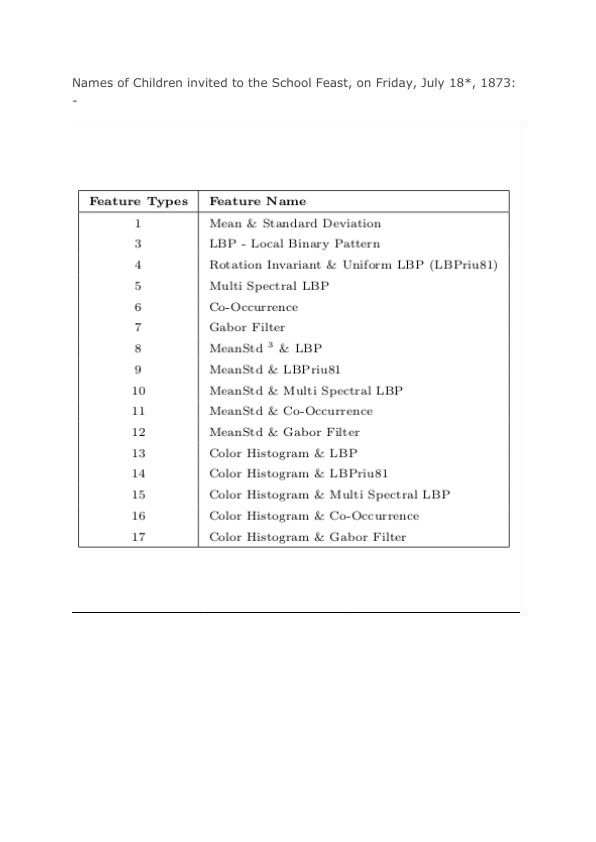 Names of Children invited to the School Feast, on Friday, July 18*, 1873:
-
Feature Types Feature Name
1 Mean & Standard Deviation
3 LBP - Local Binary Pattern
4 Rotation Invariant & Uniform LBP (LBPriu81)
5 Multi Spectral LBP
6 Co-Occurrence
7 Gabor Filter
8 MeanStd ³ & LBP
9 MeanStd & LBPriu81
10 MeanStd & Multi Spectral LBP
11 MeanStd & Co-Occurrence
12 MeanStd & Gabor Filter
13 Color Histogram & LBP
14 Color Histogram & LBPriu81
15 Color Histogram & Multi Spectral LBP
16 Color Histogram & Co-Occurrence
17 Color Histogram & Gabor Filter